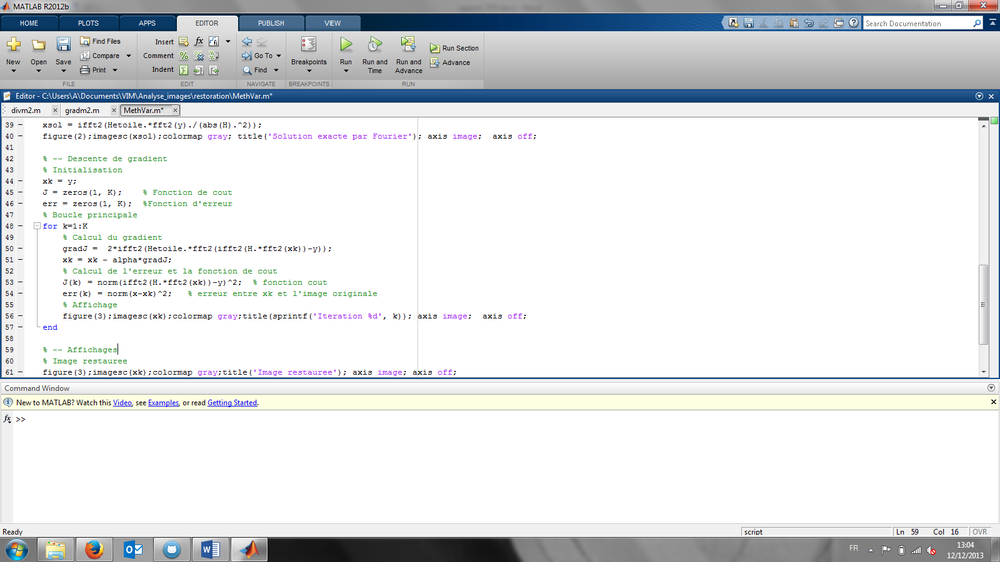 MATLAB R2012b
HOME PLOTS APPS EDITOR PUBLISH VIEW
Search Documentation
New Open Save Find Files Compare Print
FILE
Insert Comment Indent
EDIT
Go To Find
NAVIGATE
Breakpoints
BREAKPOINTS
Run Run and Time Run and Advance Run Section Advance
RUN
Editor - C:\Users\A\Documents\VIM\Analyse_images\restoration\MethVar.m*
divm2.m gradm2.m MethVar.m*
39 xsol = ifft2(Hetoile.*fft2(y)./(abs(H).^2));
40 figure(2);imagesc(xsol);colormap gray; title('Solution exacte par Fourier'); axis image;  axis off;
41
42 % -- Descente de gradient
43 % Initialisation
44 xk = y;
45 J = zeros(1, K);    % Fonction de cout
46 err = zeros(1, K);  %Fonction d'erreur
47 % Boucle principale
48 for k=1:K
49 % Calcul du gradient
50 gradJ =  2*ifft2(Hetoile.*fft2(ifft2(H.*fft2(xk))-y));
51 xk = xk - alpha*gradJ;
52 % Calcul de l'erreur et la fonction de cout
53 J(k) = norm(ifft2(H.*fft2(xk))-y)^2;  % fonction cout
54 err(k) = norm(x-xk)^2;   % erreur entre xk et l'image originale
55 % Affichage
56 figure(3);imagesc(xk);colormap gray;title(sprintf('Iteration %d', k)); axis image;  axis off;
57 end
58
59 % -- Affichages
60 % Image restauree
61 figure(3);imagesc(xk);colormap gray;title('Image restauree'); axis image; axis off;
Command Window
New to MATLAB? Watch this Video, see Examples, or read Getting Started.
fx >>
Ready script Ln 59 Col 16 OVR
FR 13:04
12/12/2013